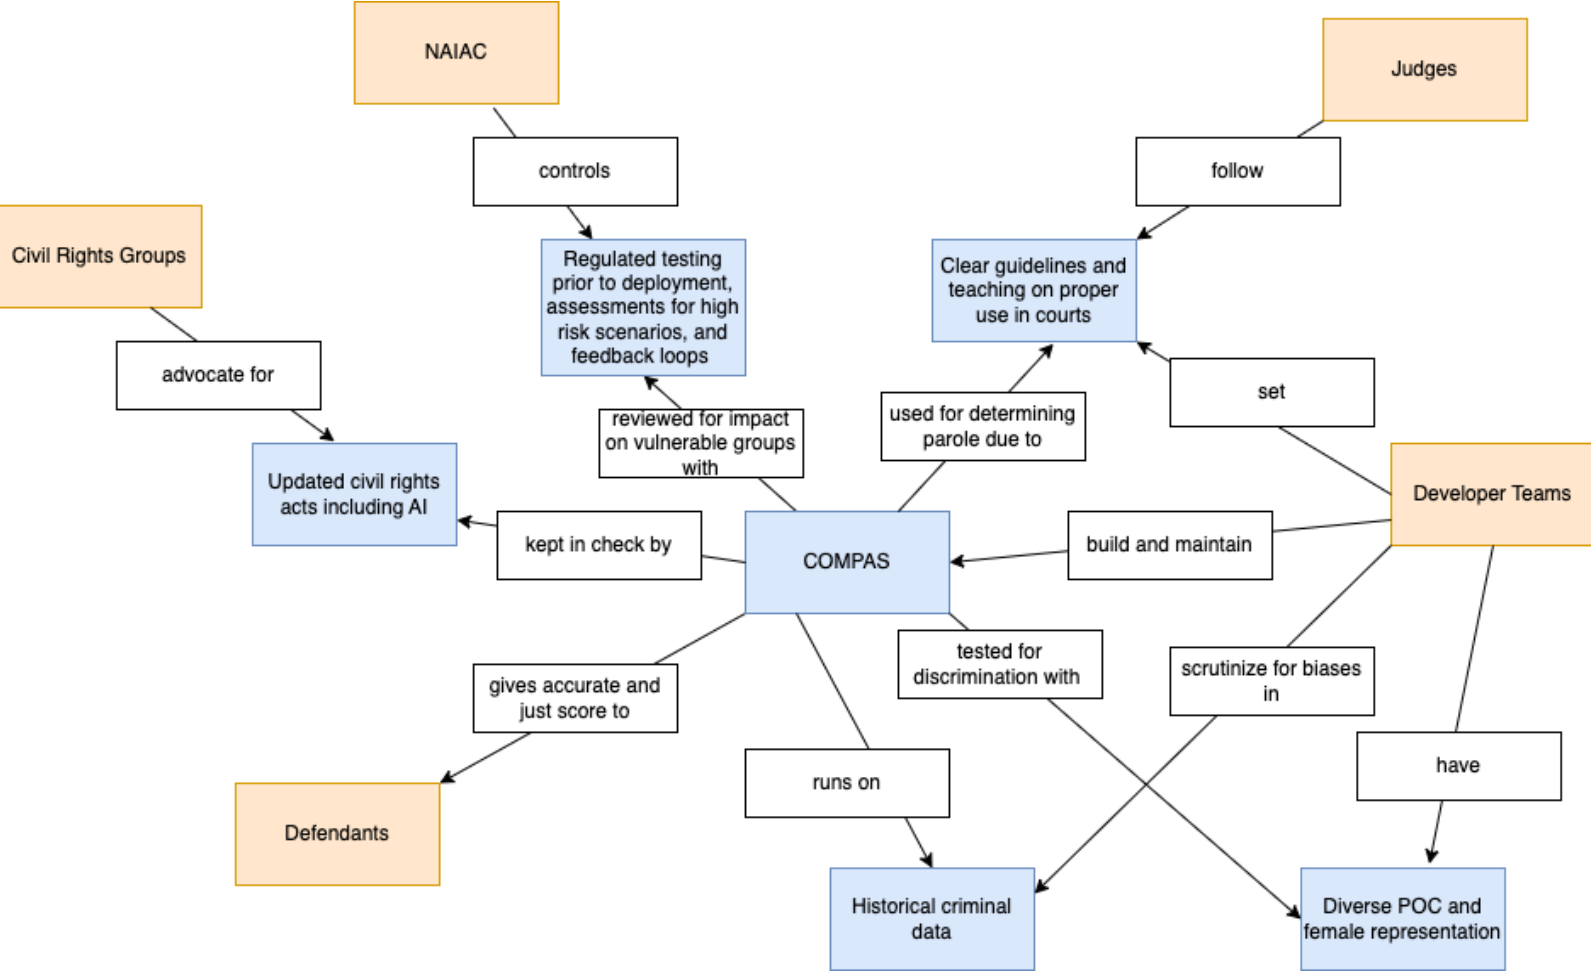 NAIAC
Judges
controls
follow
Civil Rights Groups
Regulated testing
prior to deployment,
assessments for high
risk scenarios, and
feedback loops
Clear guidelines and
teaching on proper
use in courts
advocate for
set
reviewed for impact
on vulnerable groups
with
used for determining
parole due to
Updated civil rights
acts including AI
Developer Teams
kept in check by
COMPAS
build and maintain
gives accurate and
just score to
tested for
discrimination with
scrutinize for biases
in
runs on
have
Defendants
Historical criminal
data
Diverse POC and
female representation